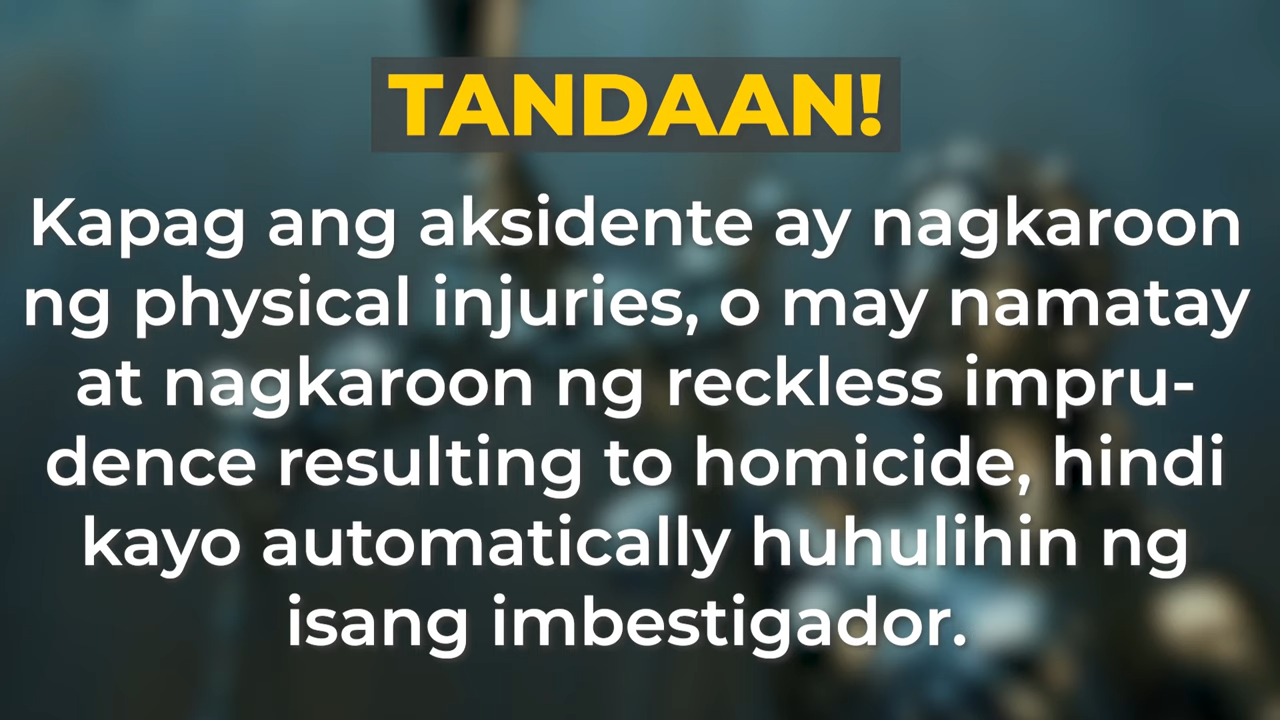 TANDAAN!
Kapag ang aksidente ay nagkaroon
ng physical injuries, o may namatay
at nagkaroon ng reckless impru-
dence resulting to homicide, hindi
kayo automatically huhulihin ng
isang imbestigador.